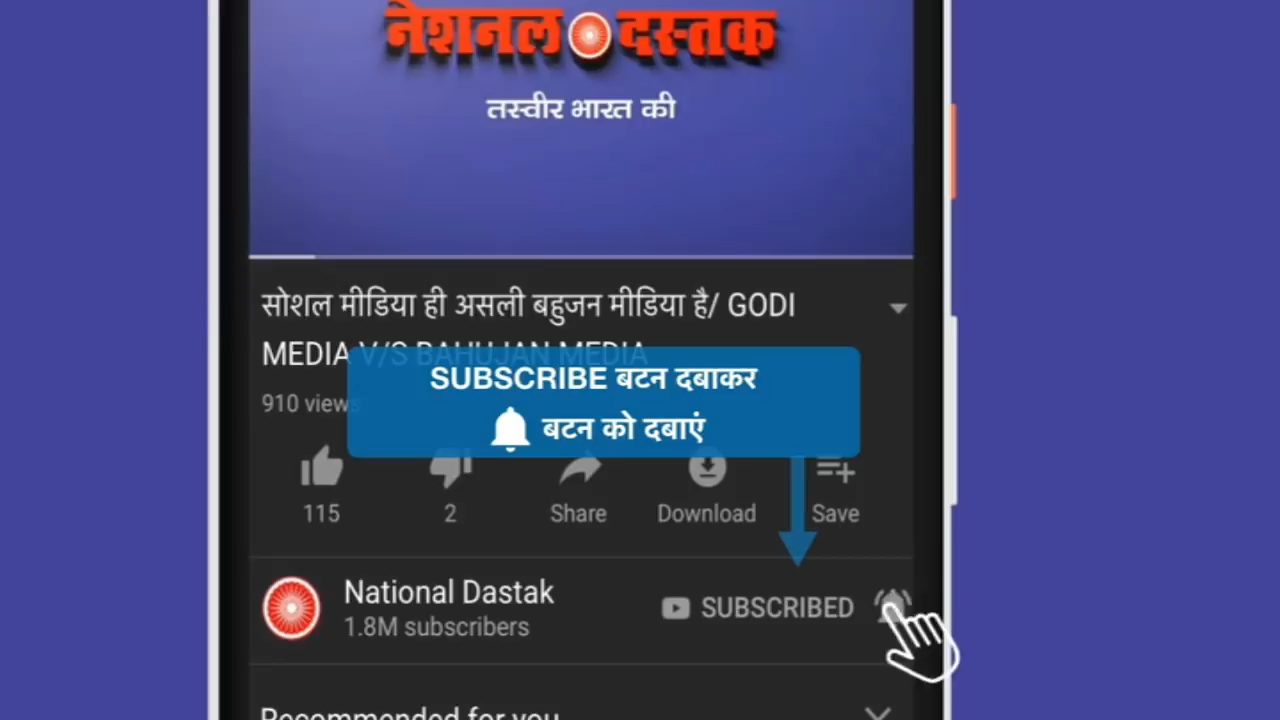 नेशनल दस्तक
तस्वीर भारत की
सोशल मीडिया ही असली बहुजन मीडिया है/ GODI
MEDIA V/S BAHUJAN MEDIA
SUBSCRIBE बटन दबाकर
910 views
बटन को दबाएं
115
2
Share
Download
Save
National Dastak
SUBSCRIBED
1.8M subscribers
Recommended for you